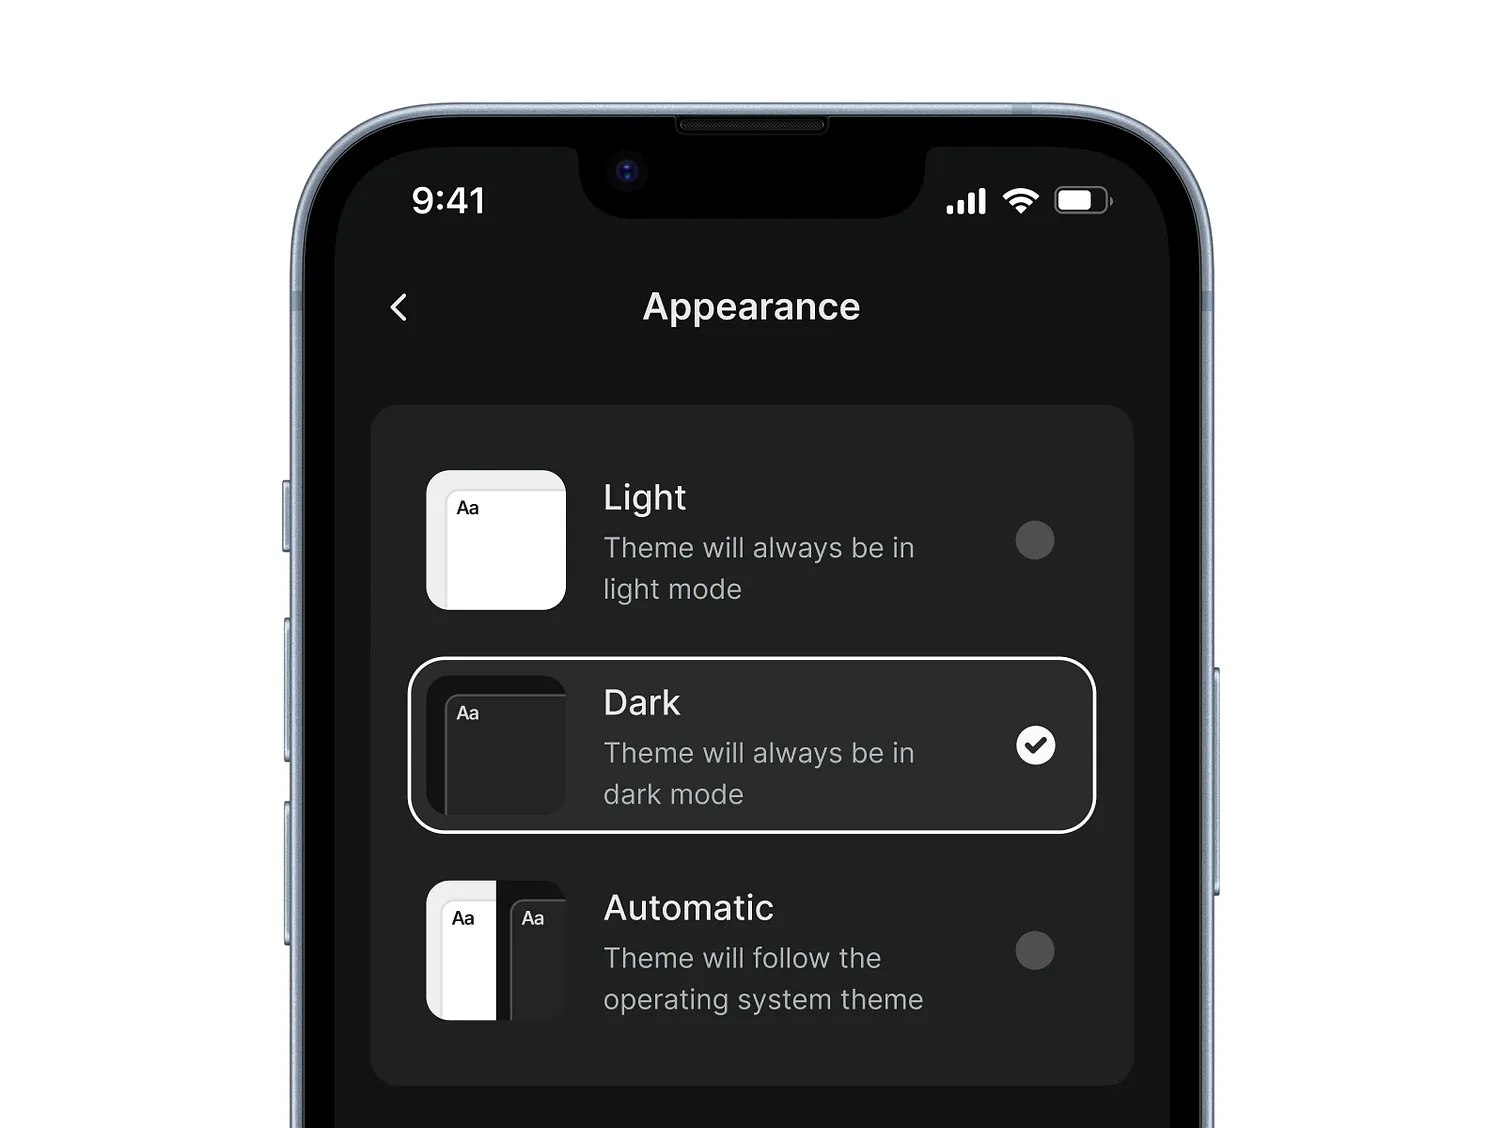 9:41
Appearance
Aa
Light
Theme will always be in
light mode
Aa
Dark
Theme will always be in
dark mode
Aa Aa
Automatic
Theme will follow the
operating system theme